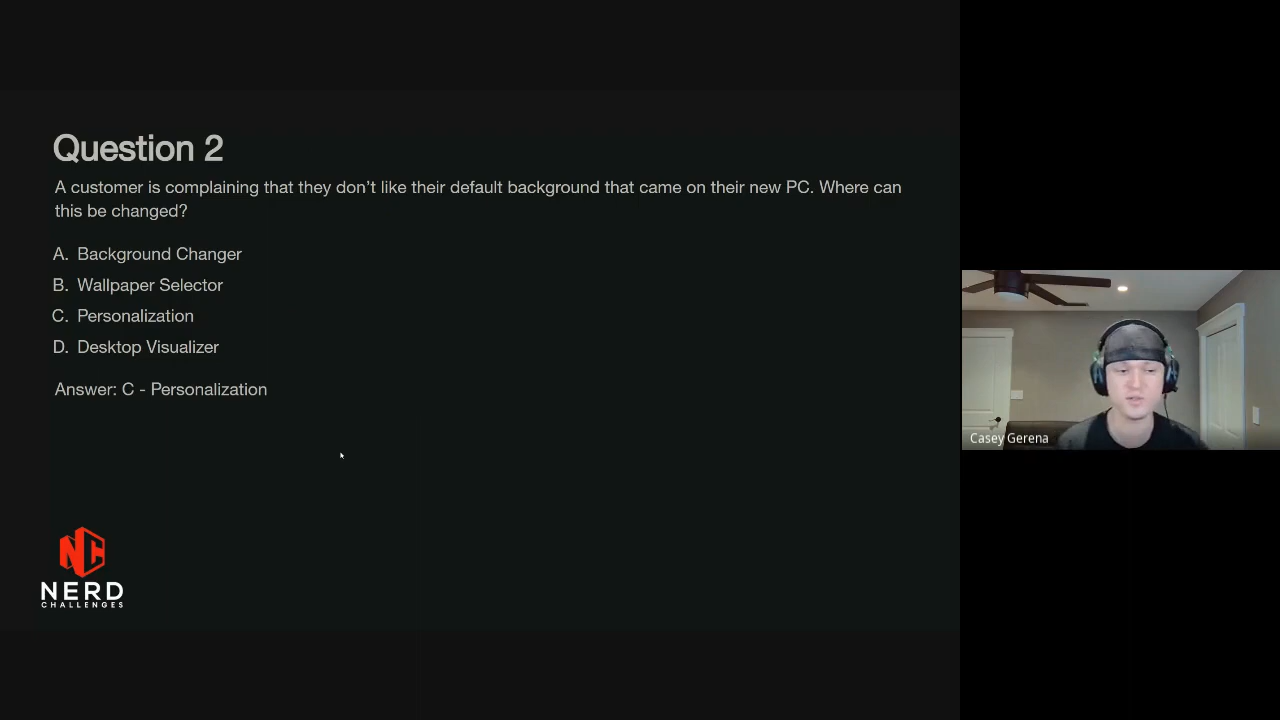 Question 2
A customer is complaining that they don't like their default background that came on their new PC. Where can
this be changed?
A. Background Changer
B. Wallpaper Selector
C. Personalization
D. Desktop Visualizer
Answer: C - Personalization
NC
NERD
CHALLENGES
Casey Gerena